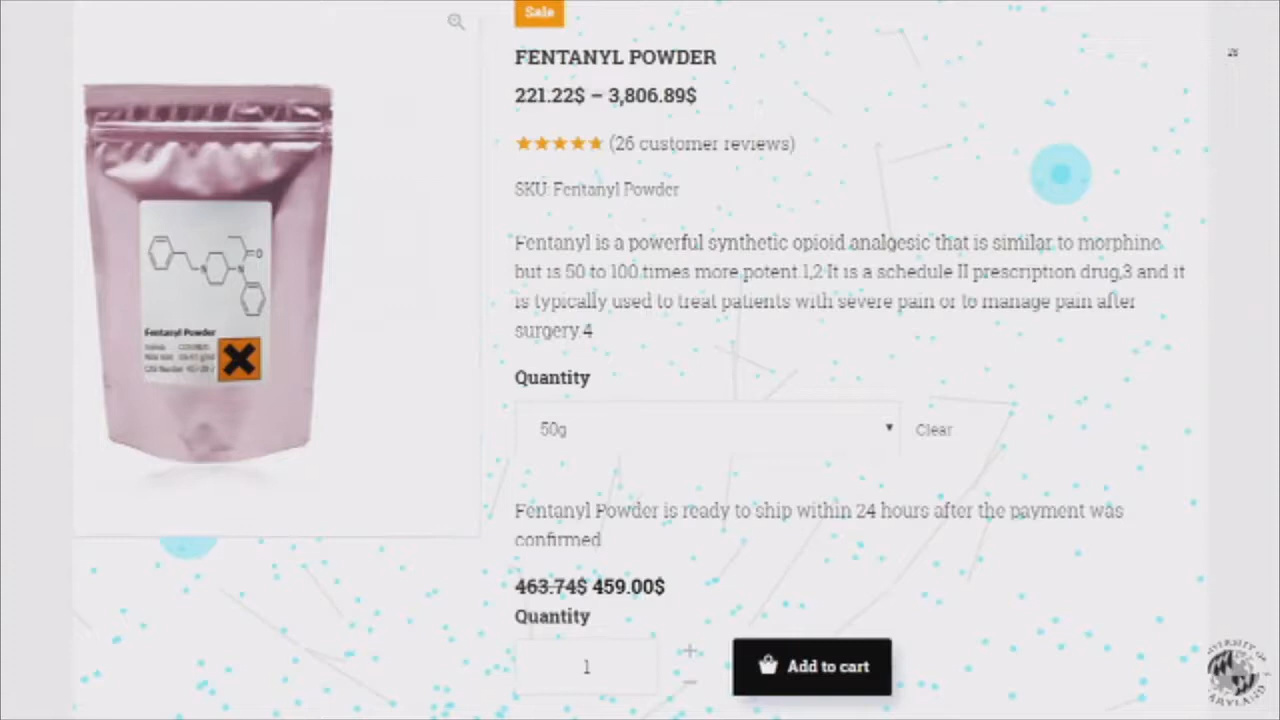 Sale
FENTANYL POWDER
221.22$ – 3,806.89$
(26 customer reviews)
SKU: Fentanyl Powder
Fentanyl is a powerful synthetic opioid analgesic that is similar to morphine
but is 50 to 100 times more potent.1,2 It is a schedule II prescription drug,3 and it
is typically used to treat patients with severe pain or to manage pain after
surgery.4
Quantity
50g
Clear
Fentanyl Powder is ready to ship within 24 hours after the payment was
confirmed
463.74$ 459.00$
Quantity
1
+
−
Add to cart
O
N
N
Fentanyl Powder